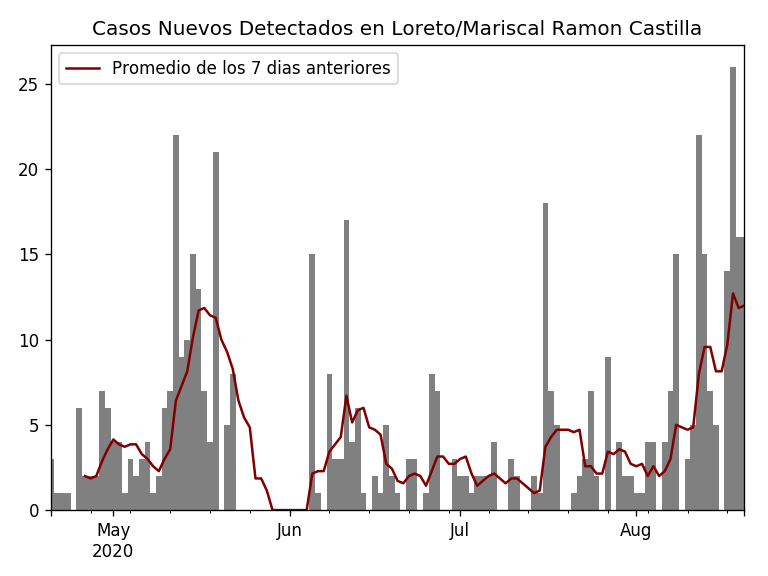 Casos Nuevos Detectados en Loreto/Mariscal Ramon Castilla
Promedio de los 7 dias anteriores
25
20
15
10
5
0
May Jun Jul Aug
2020